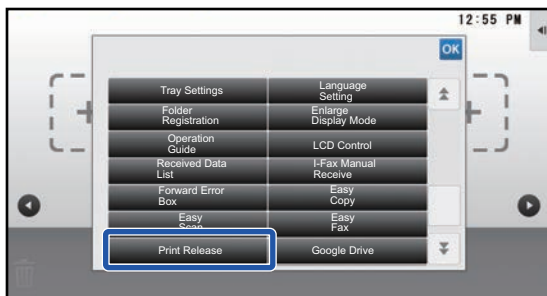 12:55 PM
OK
Tray Settings
Language
Setting
Folder
Registration
Enlarge
Display Mode
Operation
Guide
LCD Control
Received Data
List
I-Fax Manual
Receive
Forward Error
Box
Easy
Copy
Easy
Scan
Easy
Fax
Print Release
Google Drive